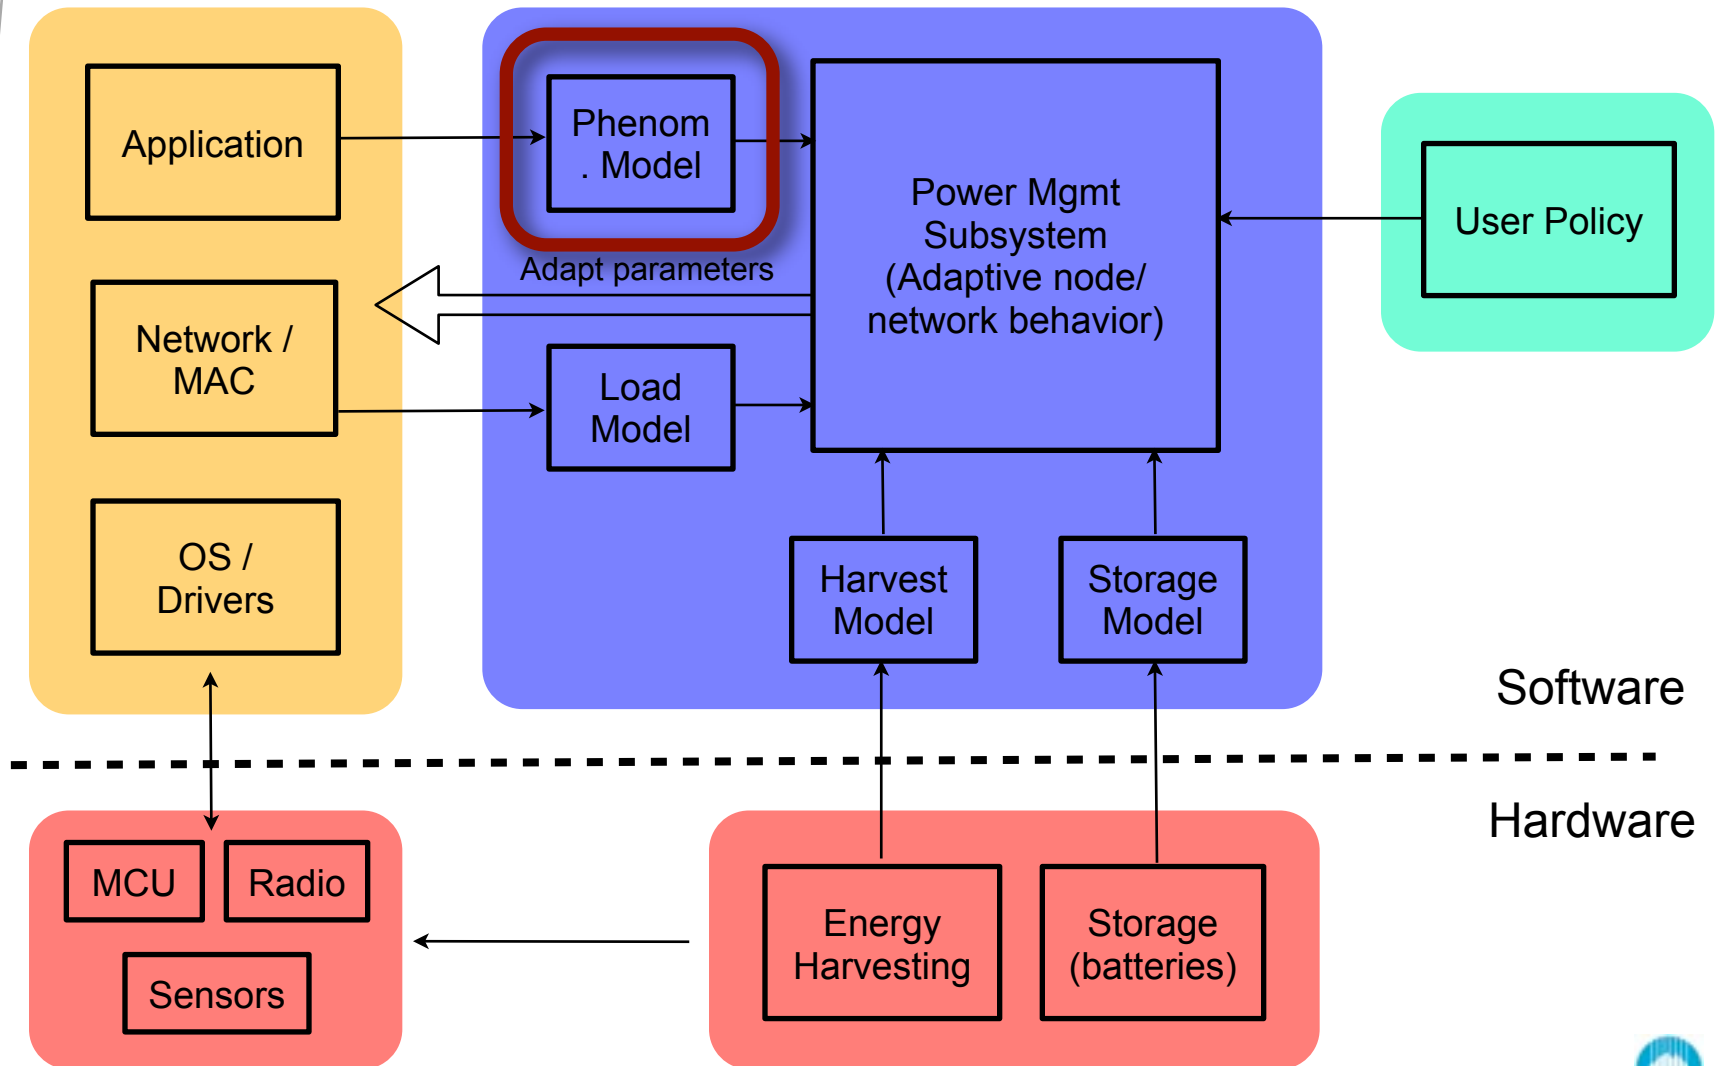 Application
Phenom
. Model
Power Mgmt
Subsystem
(Adaptive node/
network behavior)
User Policy
Adapt parameters
Network /
MAC
Load
Model
OS /
Drivers
Harvest
Model
Storage
Model
Software
Hardware
MCU
Radio
Sensors
Energy
Harvesting
Storage
(batteries)